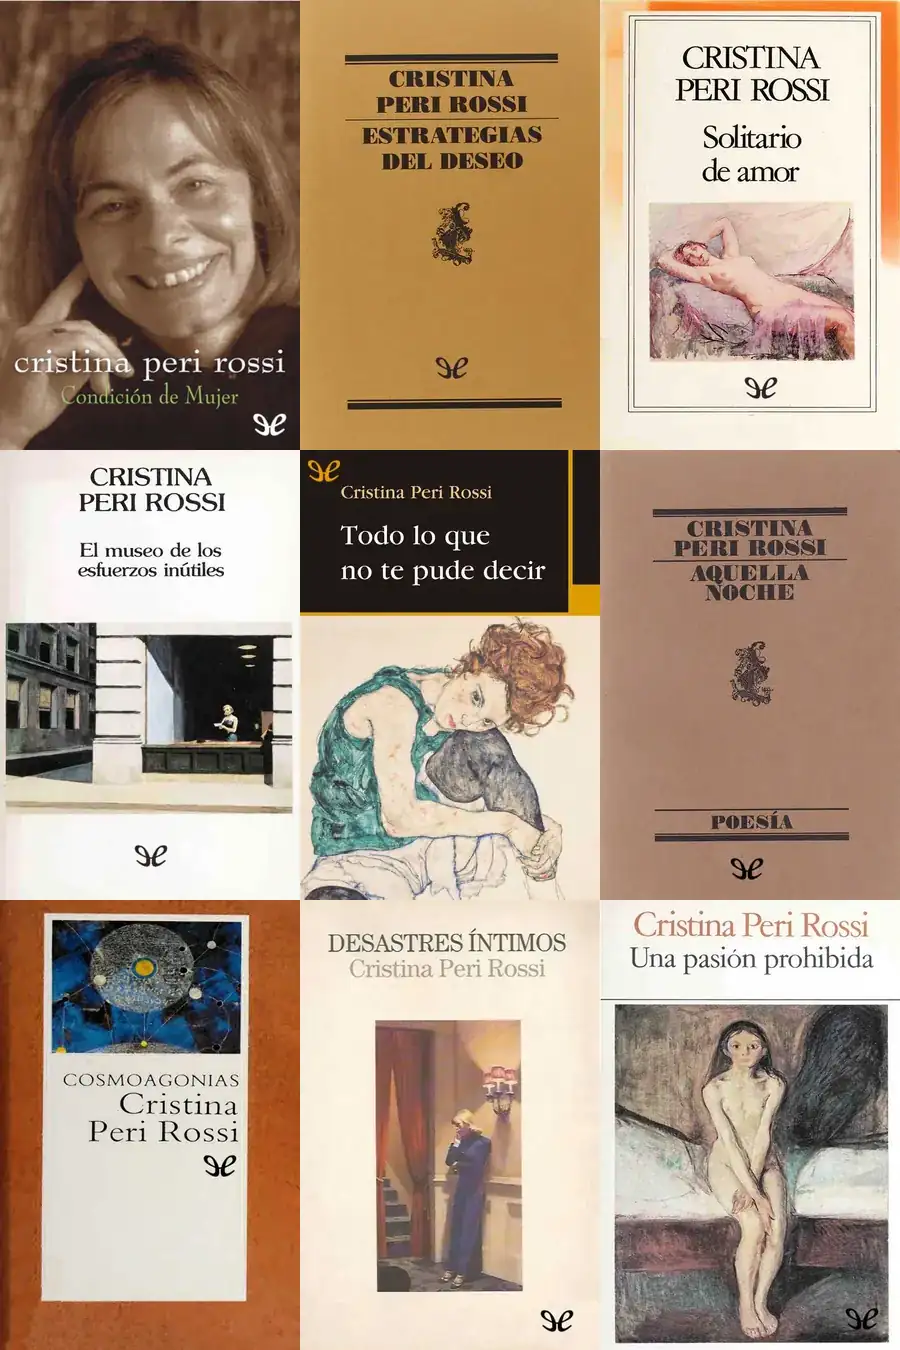 cristina peri rossi
Condición de Mujer
CRISTINA
PERI ROSSI
ESTRATEGIAS
DEL DESEO
CRISTINA
PERI ROSSI
Solitario
de amor
CRISTINA
PERI ROSSI
El museo de los
esfuerzos inútiles
Cristina Peri Rossi
Todo lo que
no te pude decir
CRISTINA
PERI ROSSI
AQUELLA
NOCHE
POESÍA
COSMOAGONIAS
Cristina
Peri Rossi
DESASTRES ÍNTIMOS
Cristina Peri Rossi
Cristina Peri Rossi
Una pasión prohibida